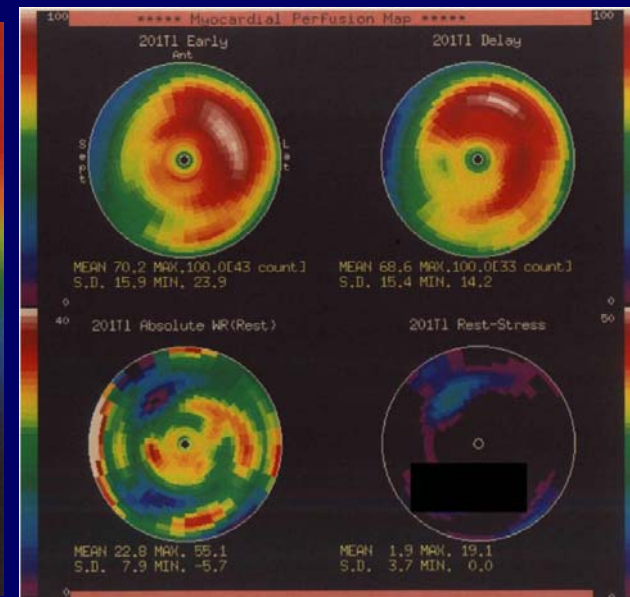 100 ***** Myocardial Perfusion Map ***** 100
201Tl Early 201Tl Delay
Ant
Sept Lat
MEAN 70.2 MAX.100.0[43 count] MEAN 68.6 MAX.100.0[33 count]
S.D. 15.9 MIN. 23.9 S.D. 15.4 MIN. 14.2
0 0
40 201Tl Absolute WR(Rest) 201Tl Rest-Stress 50
MEAN 22.8 MAX. 55.1 MEAN 1.9 MAX. 19.1
S.D. 7.9 MIN. -5.7 S.D. 3.7 MIN. 0.0
0